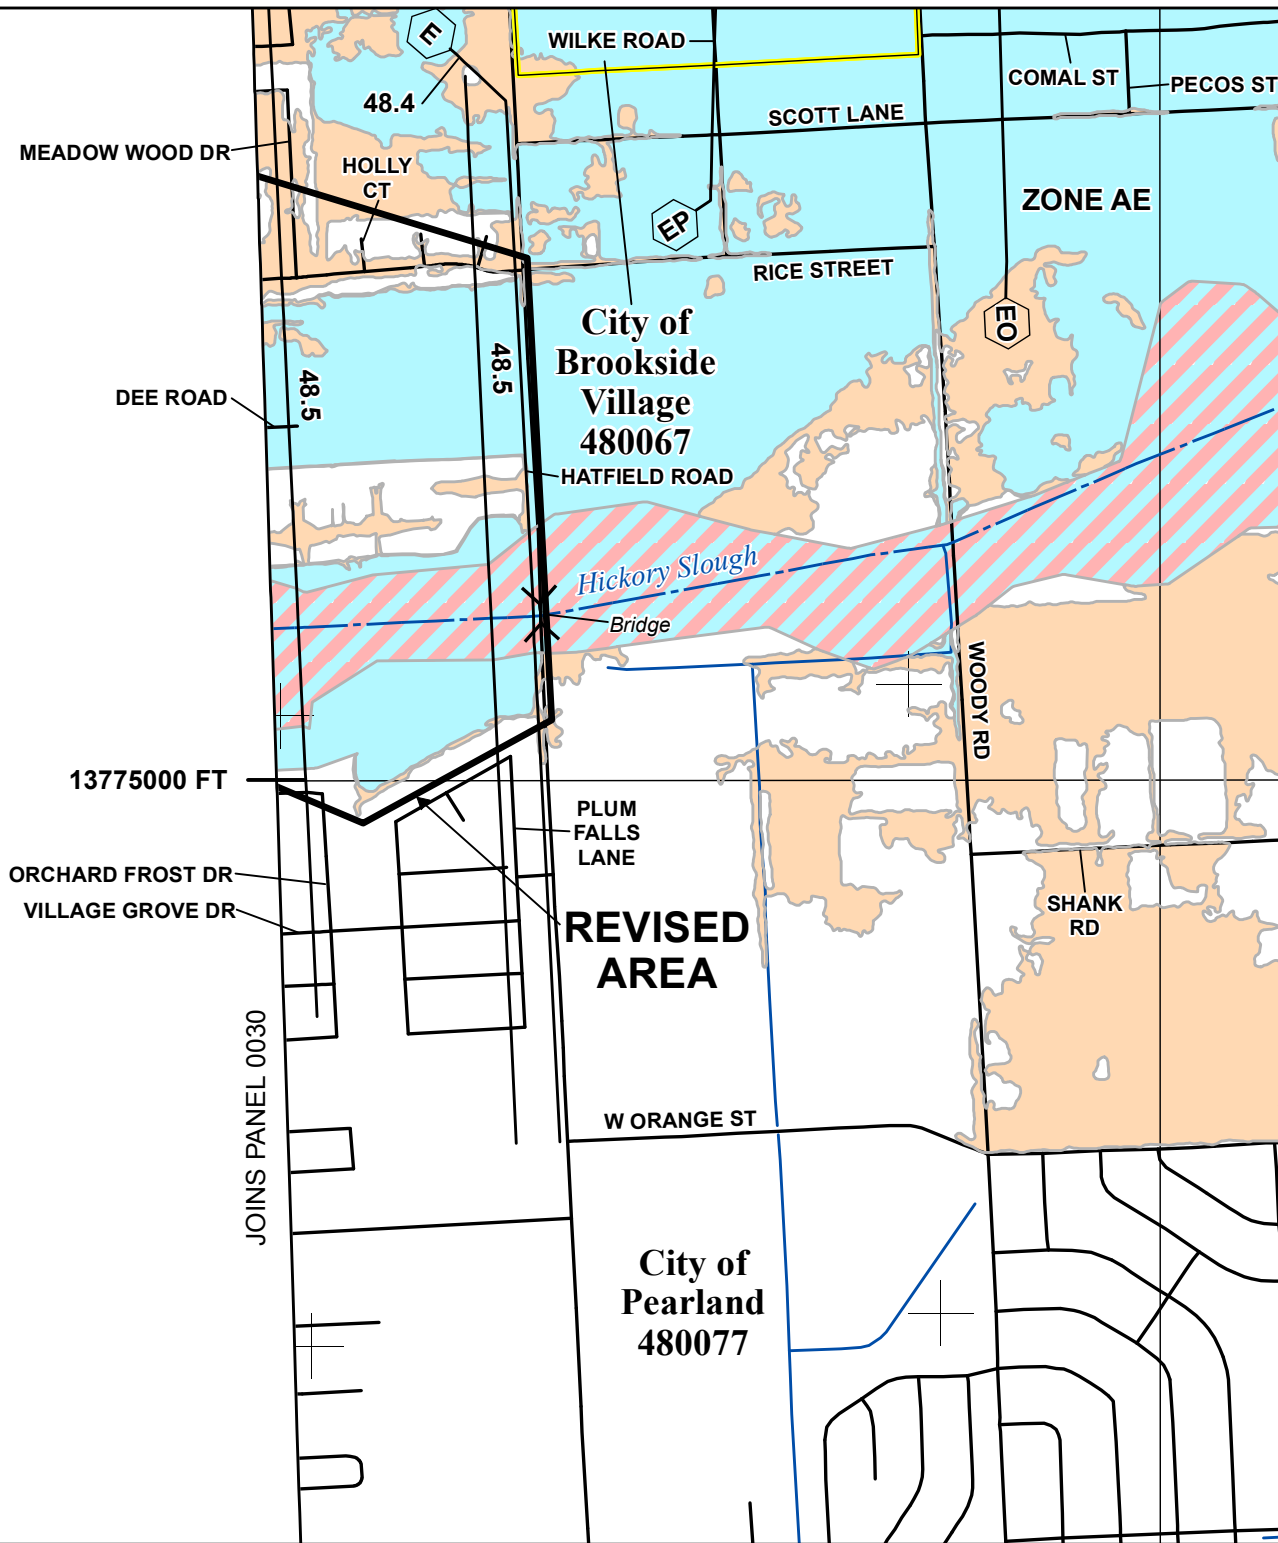 E
WILKE ROAD
COMAL ST
PECOS ST
48.4
SCOTT LANE
MEADOW WOOD DR
HOLLY
CT
ZONE AE
EP
RICE STREET
City of
Brookside
Village
480067
EO
48.5
48.5
DEE ROAD
HATFIELD ROAD
Hickory Slough
Bridge
WOODY RD
13775000 FT
PLUM
FALLS
LANE
ORCHARD FROST DR
VILLAGE GROVE DR
SHANK
RD
REVISED
AREA
JOINS PANEL 0030
W ORANGE ST
City of
Pearland
480077